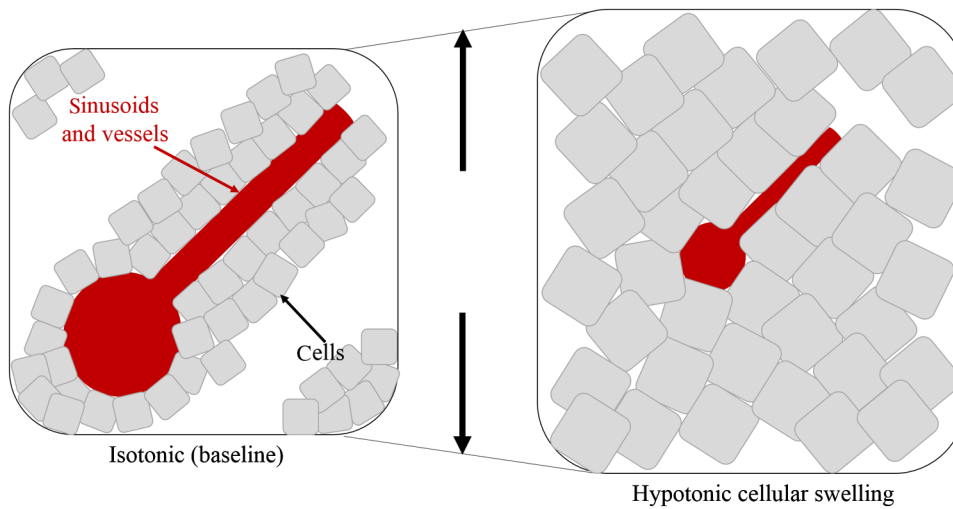 Sinusoids
and vessels
Cells
Isotonic (baseline)
Hypotonic cellular swelling